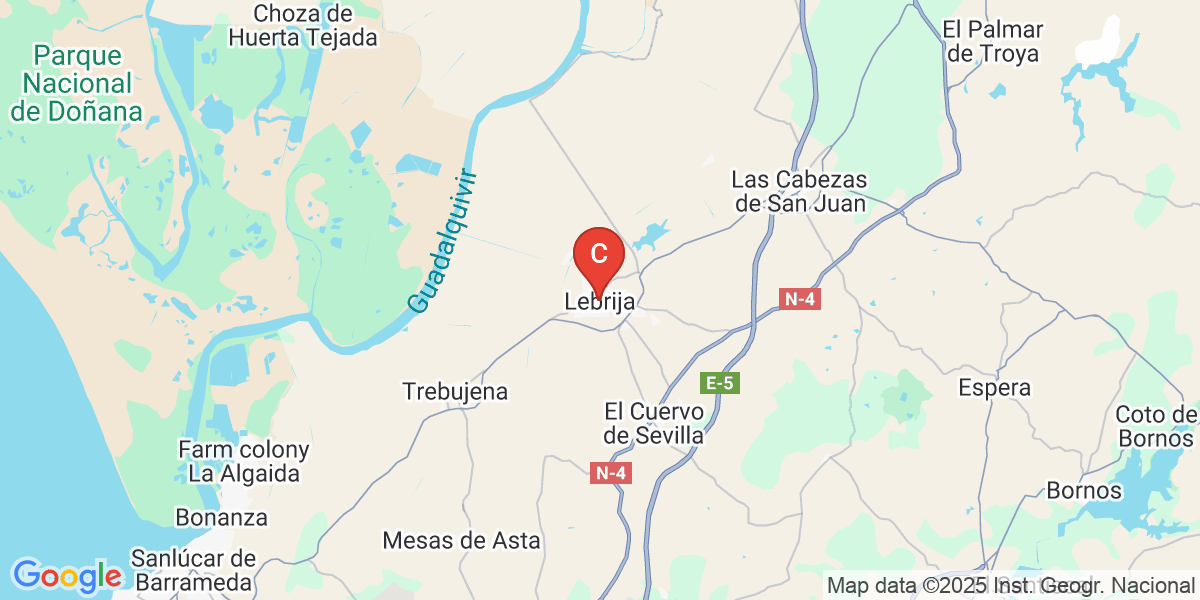 Choza de
Huerta Tejada
El Palmar
de Troya
Parque
Nacional
de Doñana
Las Cabezas
de San Juan
Guadalquivir
C
Lebrija
N-4
E-5
Trebujena
Espera
El Cuervo
de Sevilla
Coto de
Bornos
Farm colony
La Algaida
N-4
Bornos
Bonanza
Mesas de Asta
Sanlúcar de
Barrameda
Google
Map data ©2025 Inst. Geogr. Nacional